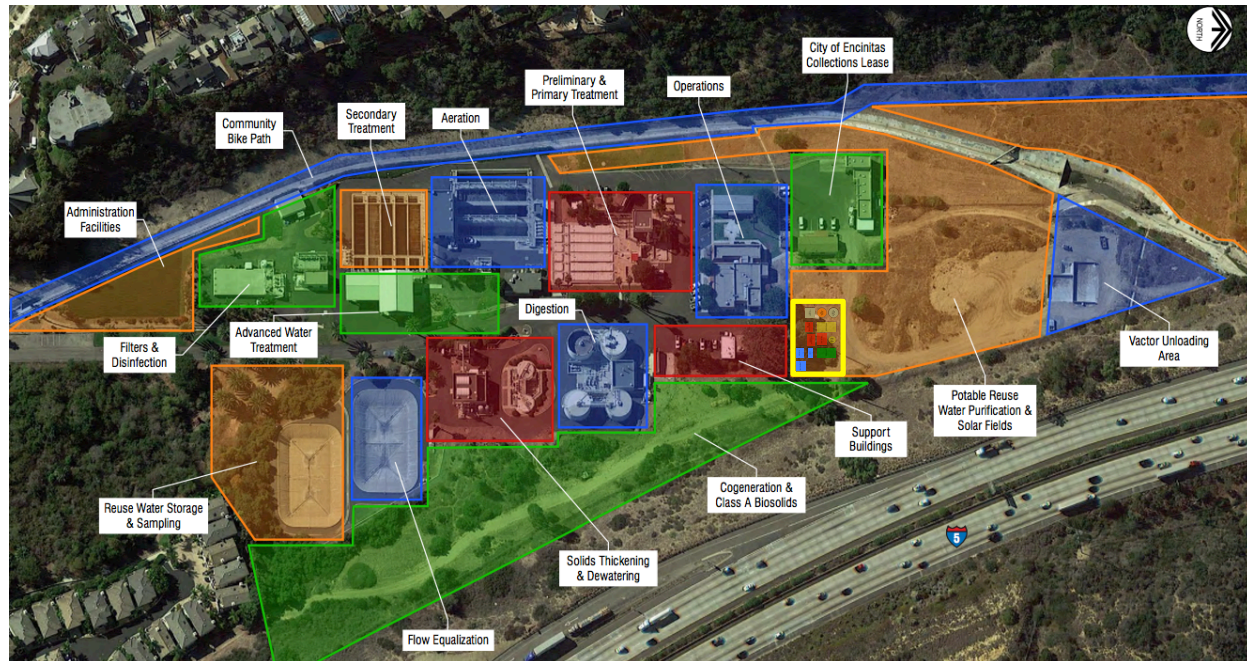 NORTH
City of Encinitas
Collections Lease
Preliminary &
Primary Treatment
Operations
Aeration
Secondary
Treatment
Community
Bike Path
Administration
Facilities
Digestion
Advanced Water
Treatment
Filters &
Disinfection
Vactor Unloading
Area
Potable Reuse
Water Purification &
Solar Fields
Support
Buildings
Cogeneration &
Class A Biosolids
Reuse Water Storage
& Sampling
Solids Thickening
& Dewatering
5
Flow Equalization